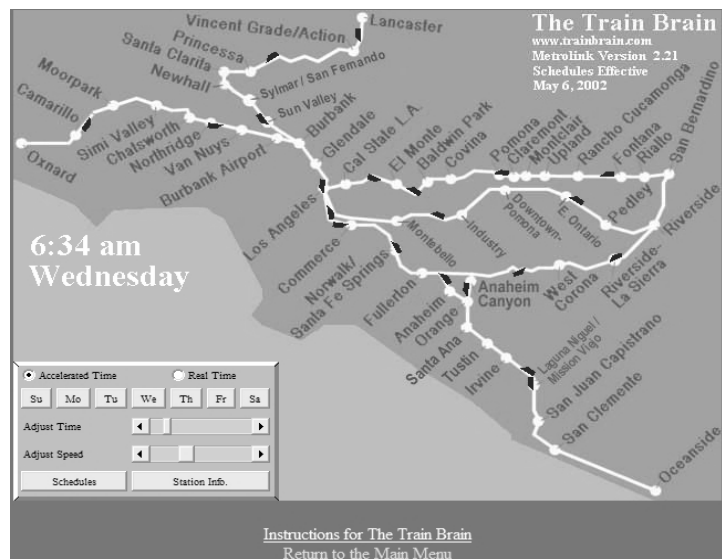 The Train Brain
www.trainbrain.com
Metrolink Version 2.21
Schedules Effective
May 6, 2002
Lancaster
Vincent Grade/Action
Princessa
Santa Clarita
Newhall
Sylmar / San Fernando
Sun Valley
Burbank
Glendale
Moorpark
Camarillo
Oxnard
Simi Valley
Chatsworth
Northridge
Van Nuys
Burbank Airport
Cal State L.A.
El Monte
Baldwin Park
Covina
Pomona
Claremont
Montclair
Upland
Rancho Cucamonga
Fontana
Rialto
San Bernardino
Los Angeles
Commerce
Norwalk/
Santa Fe Springs
Montebello
Industry
Downtown-
Pomona
E Ontario
Pedley
Riverside
Riverside-
La Sierra
West
Corona
Fullerton
Anaheim
Canyon
Anaheim
Orange
Santa Ana
Tustin
Irvine
Laguna Niguel /
Mission Viejo
San Juan Capistrano
San Clemente
Oceanside
6:34 am
Wednesday
Accelerated Time
Real Time
Su Mo Tu We Th Fr Sa
Adjust Time
Adjust Speed
Schedules
Station Info.
Instructions for The Train Brain
Return to the Main Menu